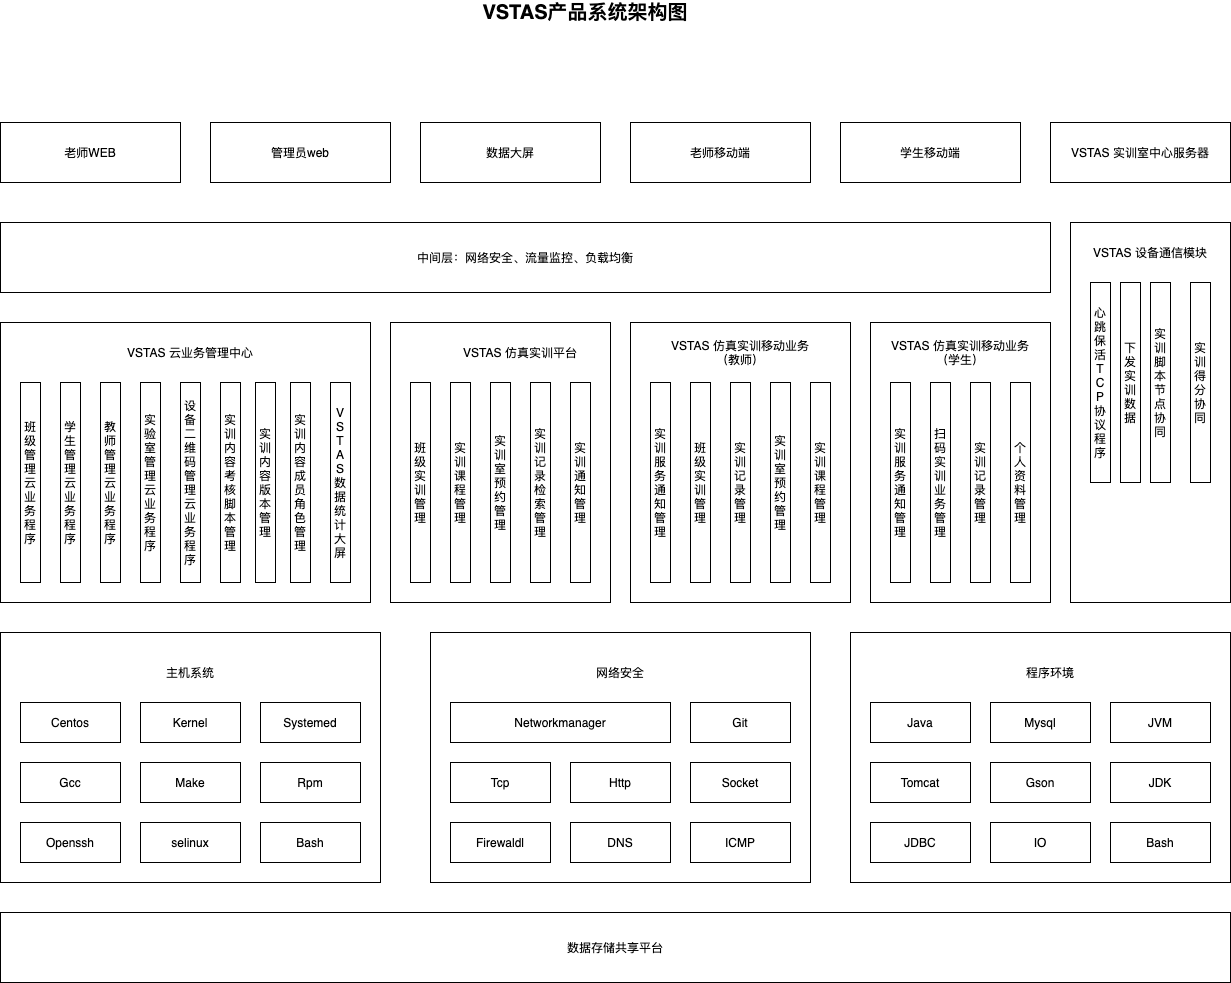 VSTAS产品系统架构图
老师WEB
管理员web
数据大屏
老师移动端
学生移动端
VSTAS 实训室中心服务器
中间层：网络安全、流量监控、负载均衡
VSTAS 设备通信模块
心跳保活TCP协议程序
下发实训数据
实训脚本节点协同
实训得分协同
VSTAS 云业务管理中心
班级管理云业务程序
学生管理云业务程序
教师管理云业务程序
实验室管理云业务程序
设备二维码管理云业务程序
实训内容考核脚本管理
实训内容版本管理
实训内容成员角色管理
VSTAS数据统计大屏
VSTAS 仿真实训平台
班级实训管理
实训课程管理
实训室预约管理
实训记录检索管理
实训通知管理
VSTAS 仿真实训移动业务
（教师）
实训服务通知管理
班级实训管理
实训记录管理
实训室预约管理
实训课程管理
VSTAS 仿真实训移动业务
（学生）
实训服务通知管理
扫码实训业务管理
实训记录管理
个人资料管理
主机系统
Centos
Kernel
Systemed
Gcc
Make
Rpm
Openssh
selinux
Bash
网络安全
Networkmanager
Git
Tcp
Http
Socket
Firewaldl
DNS
ICMP
程序环境
Java
Mysql
JVM
Tomcat
Gson
JDK
JDBC
IO
Bash
数据存储共享平台